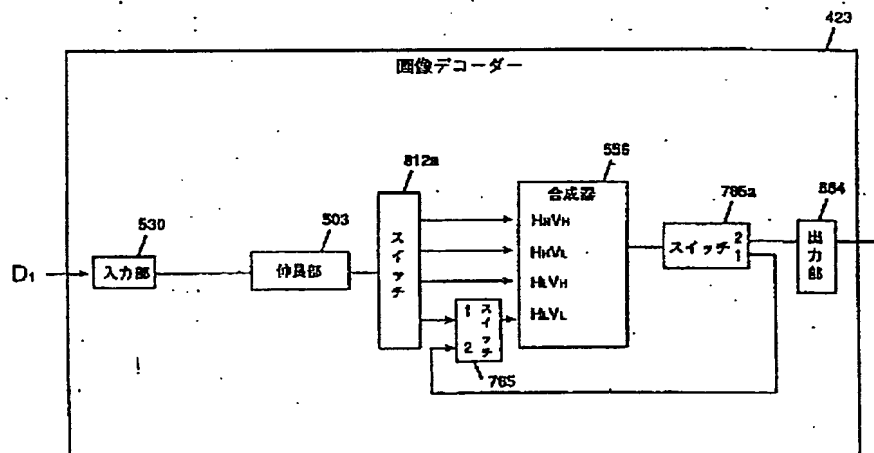 423
画像デコーダー
812a
556
合成器
785a
554
530
503
HHVH
スイッチ
HHVL
スイッチ 2 1
出力部
D1
入力部
伸長部
HLVH
1 スイッチ 2
HLVL
765